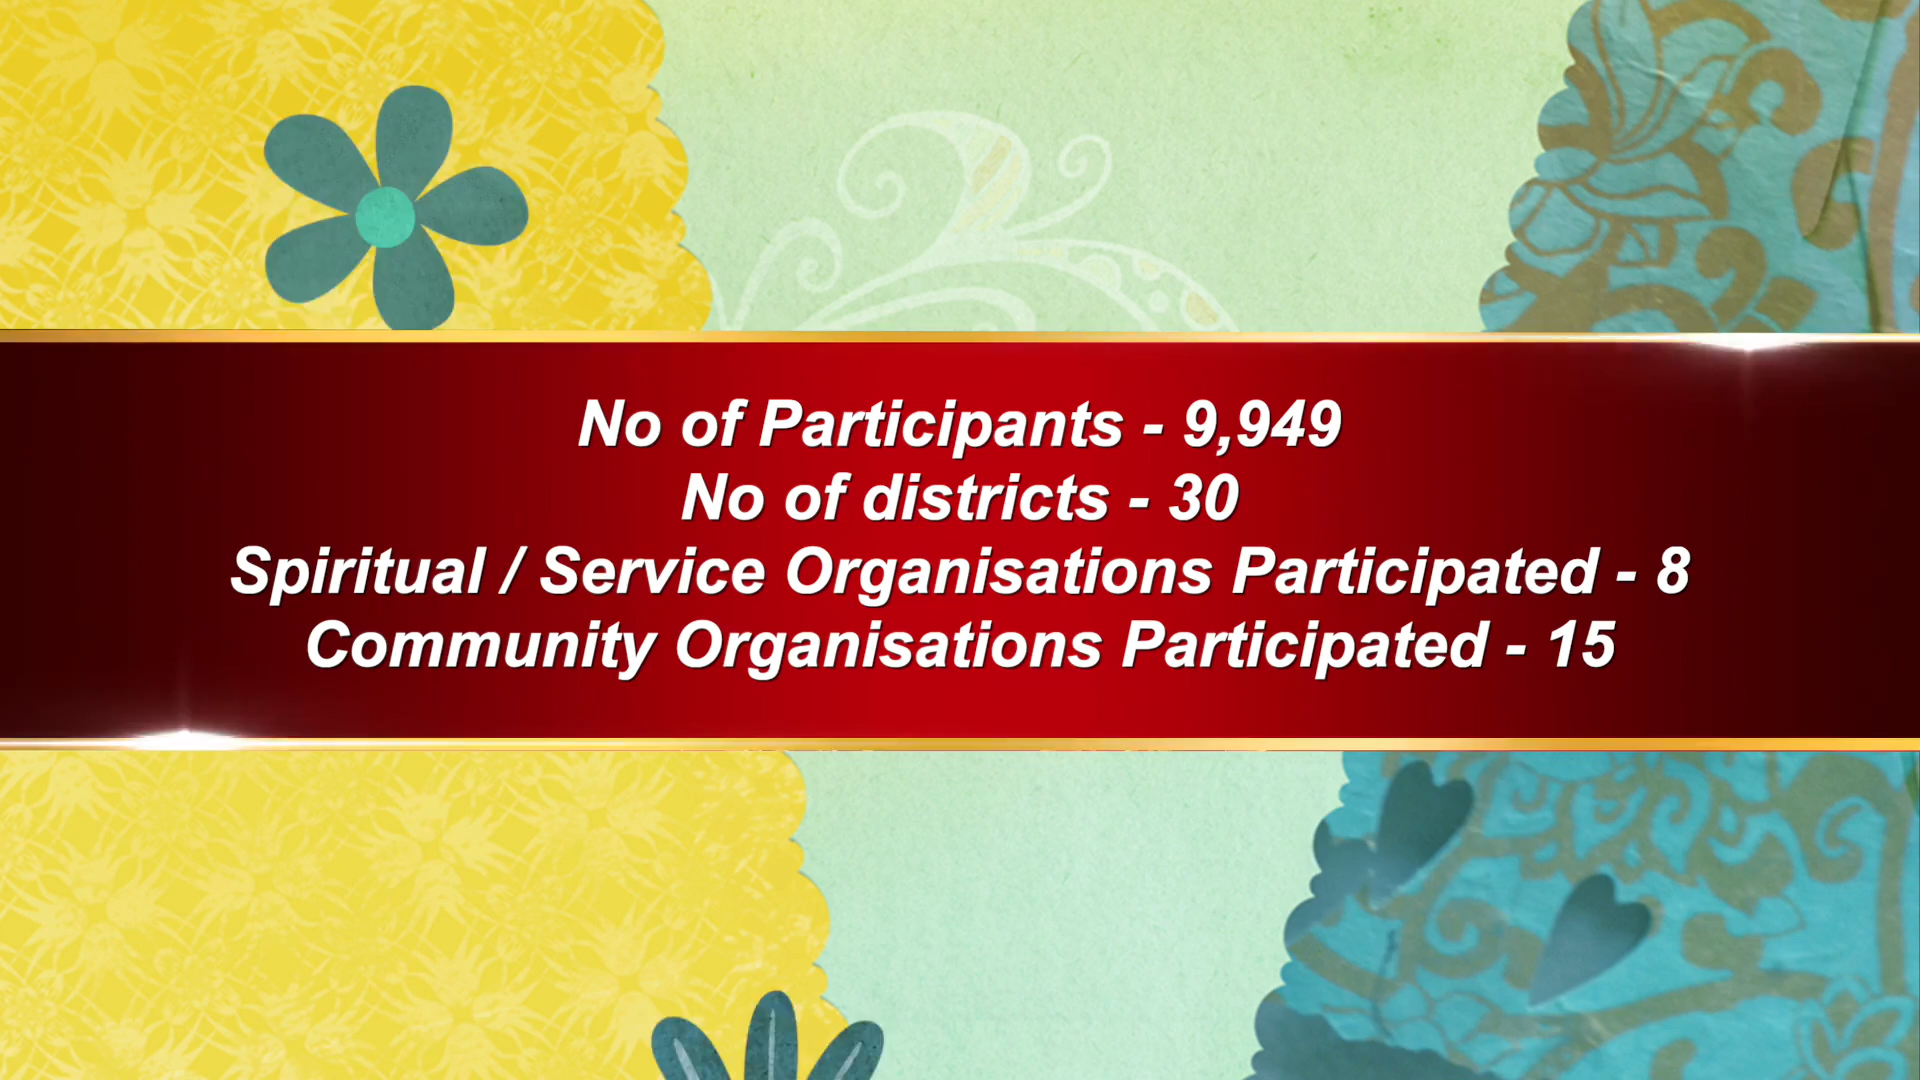 No of Participants - 9,949
No of districts - 30
Spiritual / Service Organisations Participated - 8
Community Organisations Participated - 15